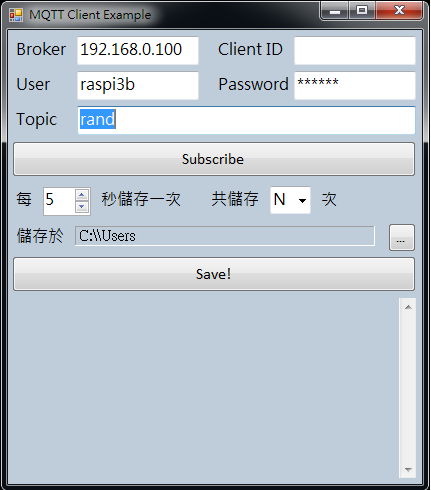 MQTT Client Example
Broker 192.168.0.100 Client ID
User raspi3b Password ******
Topic rand
Subscribe
每 5 秒儲存一次 共儲存 N 次
儲存於 C:\\Users ...
Save!